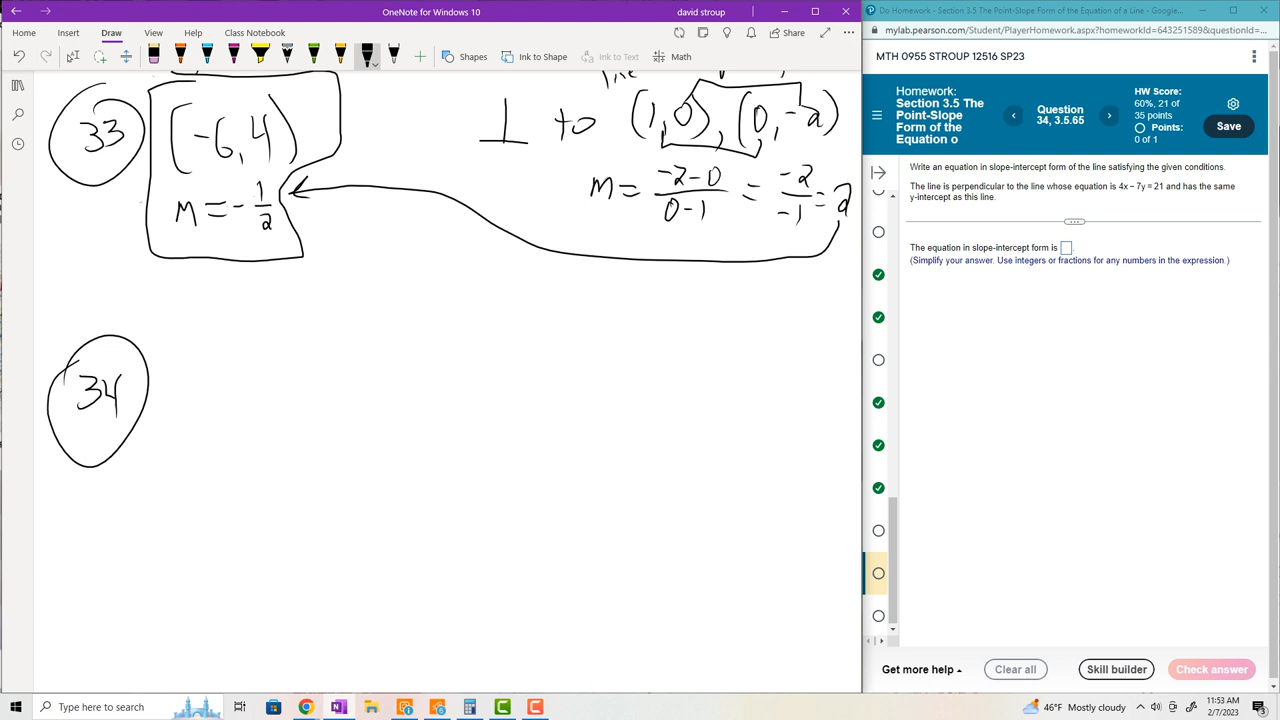 OneNote for Windows 10
david stroup
Home Insert Draw View Help Class Notebook
Share
Shapes Ink to Shape Ink to Text Math
33
(-6,4)
m = -1/2
line
⊥ to (1,0), (0,-2)
m = -2-0/0-1 = -2/-1 = 2
34
Do Homework - Section 3.5 The Point-Slope Form of the Equation of a Line - Google...
mylab.pearson.com/Student/PlayerHomework.aspx?homeworkId=643251589&questionId=...
MTH 0955 STROUP 12516 SP23
Homework:
Section 3.5 The
Point-Slope
Form of the
Equation o
Question
34, 3.5.65
HW Score:
60%, 21 of
35 points
Points:
0 of 1
Save
Write an equation in slope-intercept form of the line satisfying the given conditions.
The line is perpendicular to the line whose equation is 4x – 7y = 21 and has the same
y-intercept as this line.
The equation in slope-intercept form is
(Simplify your answer. Use integers or fractions for any numbers in the expression.)
Get more help
Clear all
Skill builder
Check answer
Type here to search
46°F Mostly cloudy
11:53 AM
2/7/2023
3